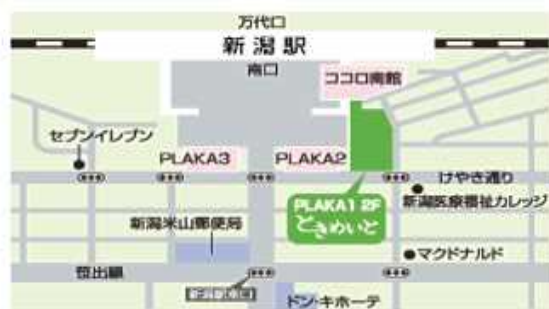 万代口
新潟駅
南口
ココロ南館
セブンイレブン
PLAKA3
PLAKA2
けやき通り
新潟医療福祉カレッジ
PLAKA1 2F
ときめいと
新潟米山郵便局
マクドナルド
笹出線
ドン・キホーテ